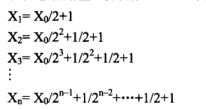 X₁= X₀/2+1
X₂= X₀/2²+1/2+1
X₃= X₀/2³+1/2²+1/2+1
⋮
Xₙ= X₀/2ⁿ⁻¹+1/2ⁿ⁻²+⋯+1/2+1